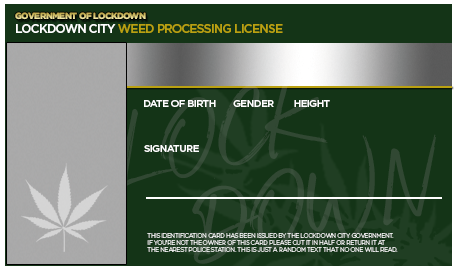 GOVERNMENT OF LOCKDOWN
LOCKDOWN CITY WEED PROCESSING LICENSE
DATE OF BIRTH GENDER HEIGHT
SIGNATURE
LOCK
DOWN
THIS IDENTIFICATION CARD HAS BEEN ISSUED BY THE LOCKDOWN CITY GOVERNMENT.
IF YOU'RE NOT THE OWNER OF THIS CARD PLEASE CUT IT IN HALF OR RETURN IT AT
THE NEAREST POLICE STATION. THIS IS JUST A RANDOM TEXT THAT NO ONE WILL READ.